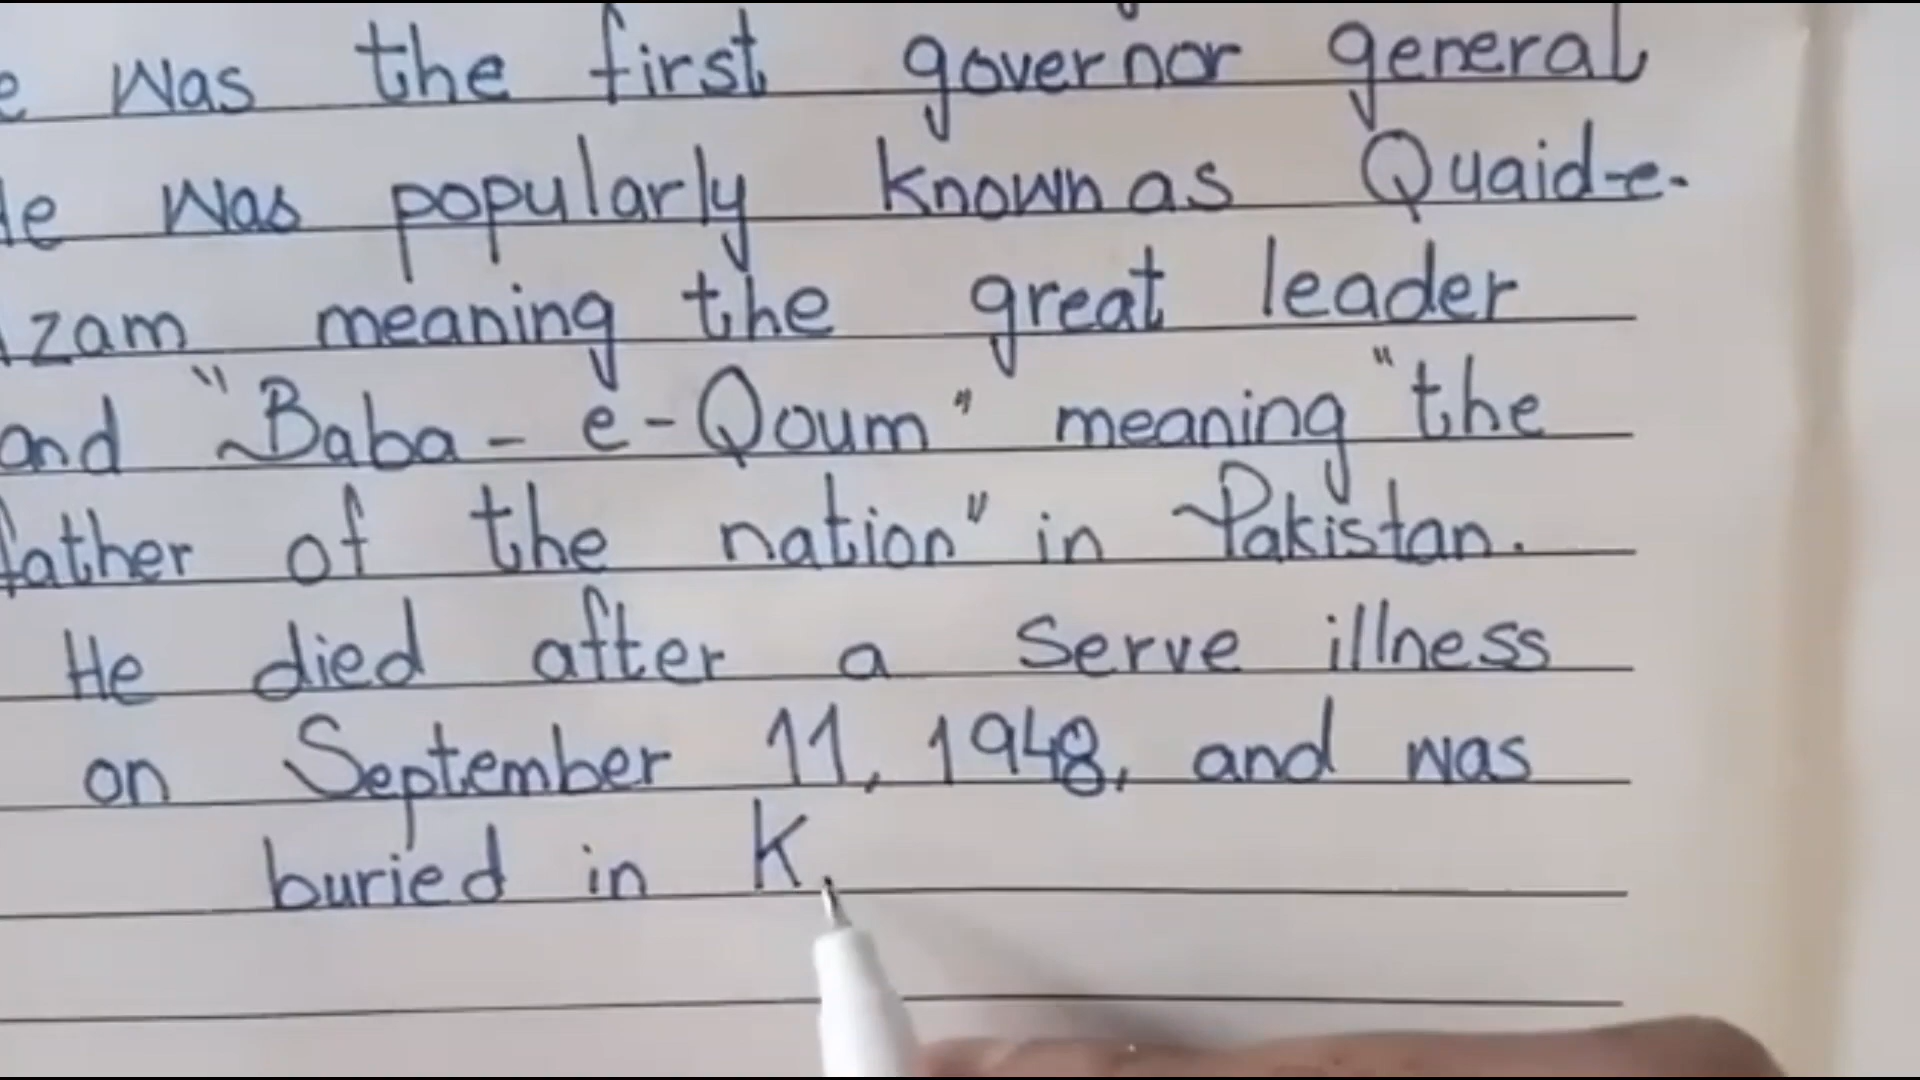 e was the first governor general
He was popularly known as Quaid-e-
Azam meaning the great leader
and "Baba-e-Qoum" meaning "the
father of the nation" in Pakistan.
He died after a Serve illness
on September 11, 1948, and was
buried in K